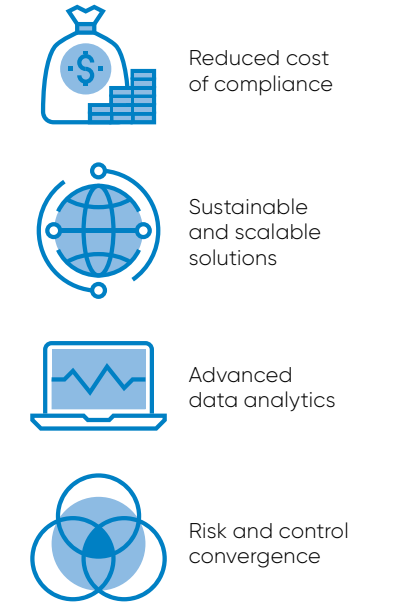 $
Reduced cost
of compliance
Sustainable
and scalable
solutions
Advanced
data analytics
Risk and control
convergence